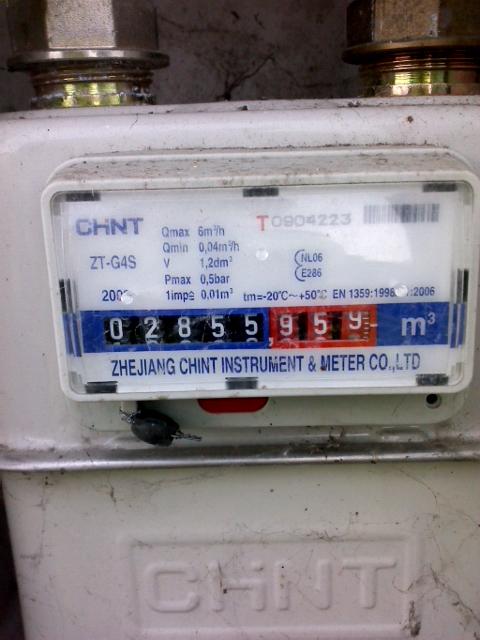 CHNT
T0904223
ZT-G4S
Qmax 6m³/h
Qmin 0,04m³/h
V 1,2dm³
Pmax 0,5bar
1imp≙ 0,01m³
NL06
E286
tm=-20°C~+50°C EN 1359:1998
2006
02855,959 m³
ZHEJIANG CHINT INSTRUMENT & METER CO.,LTD
CHNT